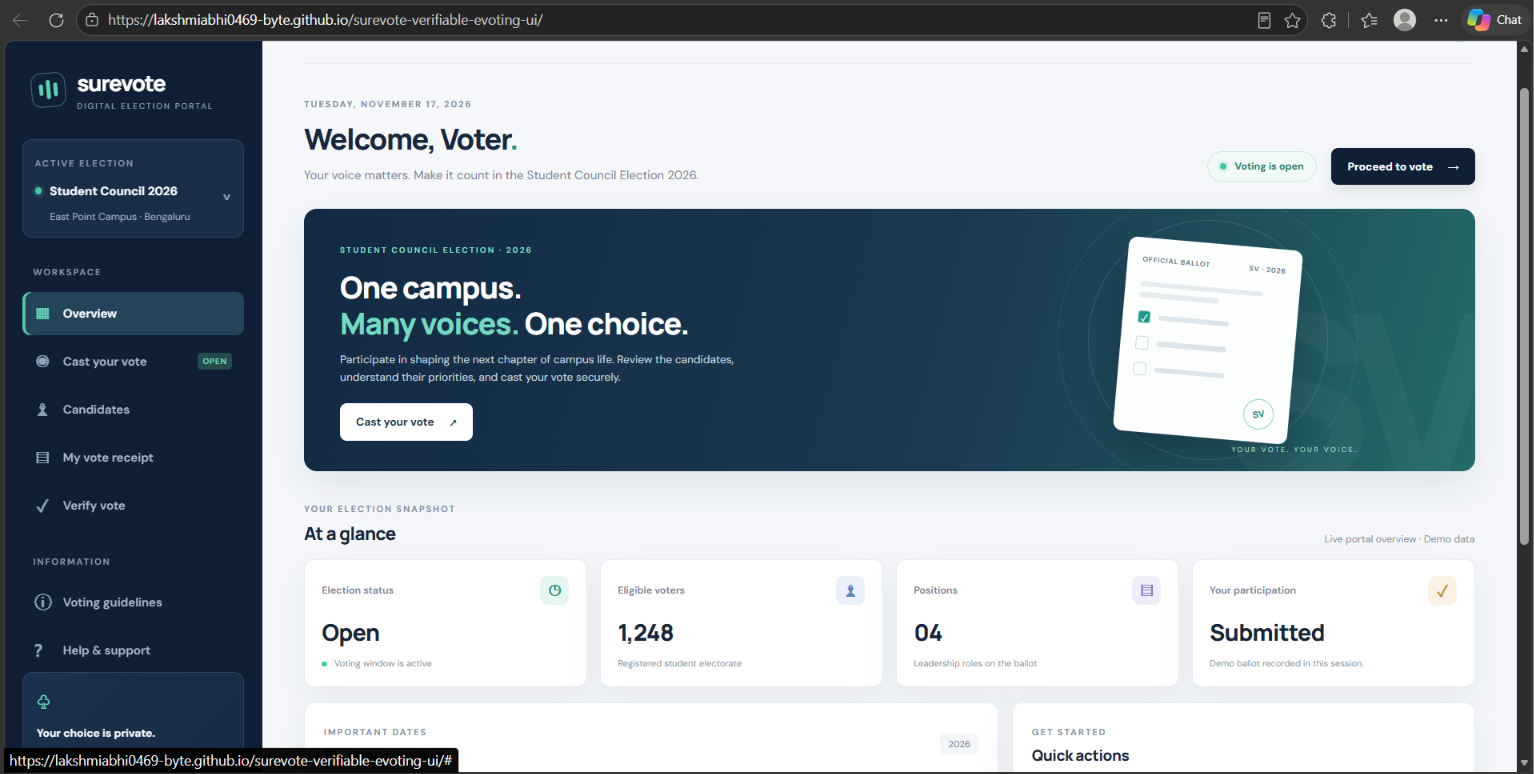 https://lakshmiabhi0469-byte.github.io/surevote-verifiable-evoting-ui/
Chat
surevote
DIGITAL ELECTION PORTAL
ACTIVE ELECTION
Student Council 2026
v
East Point Campus · Bengaluru
WORKSPACE
Overview
Cast your vote
OPEN
Candidates
My vote receipt
Verify vote
INFORMATION
Voting guidelines
? Help & support
Your choice is private.
https://lakshmiabhi0469-byte.github.io/surevote-verifiable-evoting-ui/#
TUESDAY, NOVEMBER 17, 2026
Welcome, Voter.
Your voice matters. Make it count in the Student Council Election 2026.
Voting is open
Proceed to vote →
STUDENT COUNCIL ELECTION · 2026
One campus.
Many voices. One choice.
Participate in shaping the next chapter of campus life. Review the candidates,
understand their priorities, and cast your vote securely.
Cast your vote ↗
OFFICIAL BALLOT
SV · 2026
SV
SV
YOUR VOTE. YOUR VOICE.
YOUR ELECTION SNAPSHOT
At a glance
Live portal overview · Demo data
Election status
Open
Voting window is active
Eligible voters
1,248
Registered student electorate
Positions
04
Leadership roles on the ballot
Your participation
Submitted
Demo ballot recorded in this session
IMPORTANT DATES
2026
GET STARTED
Quick actions